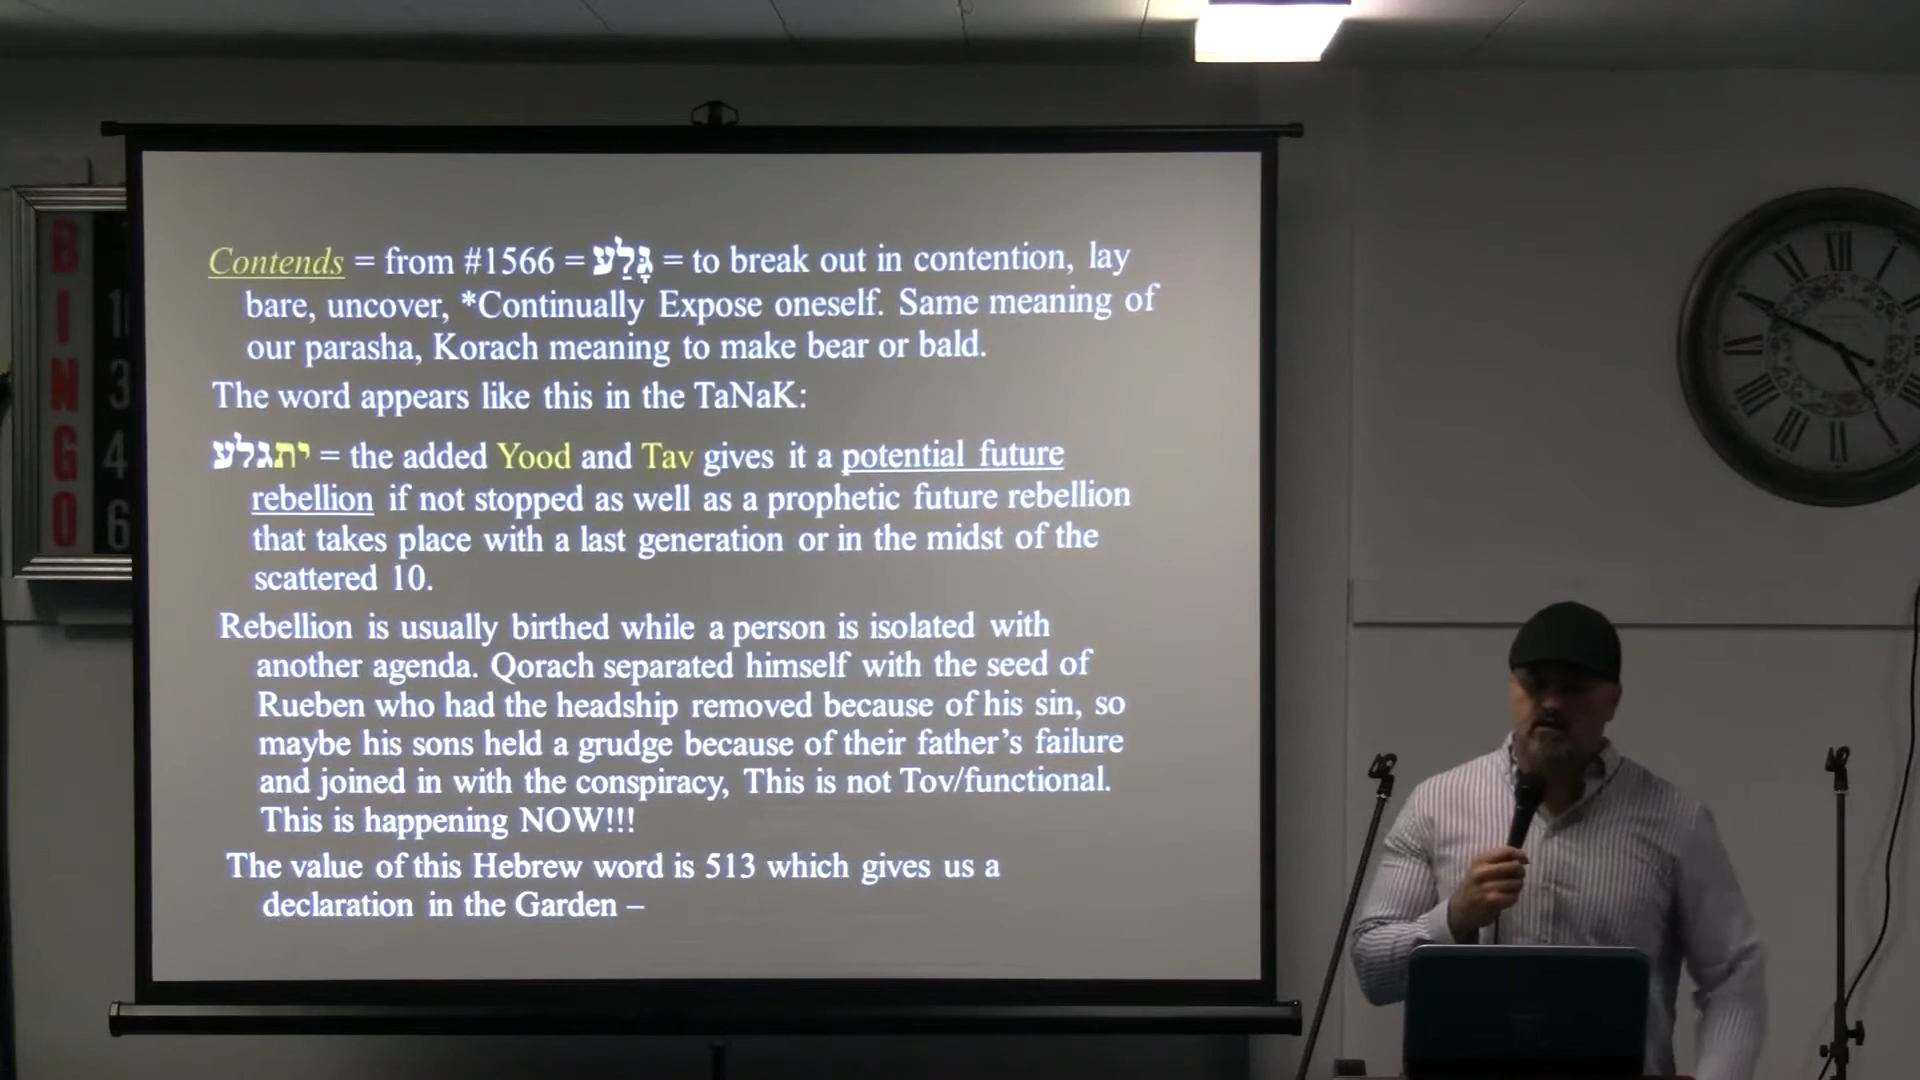 Contends = from #1566 = גָּלַע = to break out in contention, lay
bare, uncover, *Continually Expose oneself. Same meaning of
our parasha, Korach meaning to make bear or bald.
The word appears like this in the TaNaK:
יתגלע = the added Yood and Tav gives it a potential future
rebellion if not stopped as well as a prophetic future rebellion
that takes place with a last generation or in the midst of the
scattered 10.
Rebellion is usually birthed while a person is isolated with
another agenda. Qorach separated himself with the seed of
Rueben who had the headship removed because of his sin, so
maybe his sons held a grudge because of their father’s failure
and joined in with the conspiracy, This is not Tov/functional.
This is happening NOW!!!
The value of this Hebrew word is 513 which gives us a
declaration in the Garden –
B
I
N 3
G 4
O 6